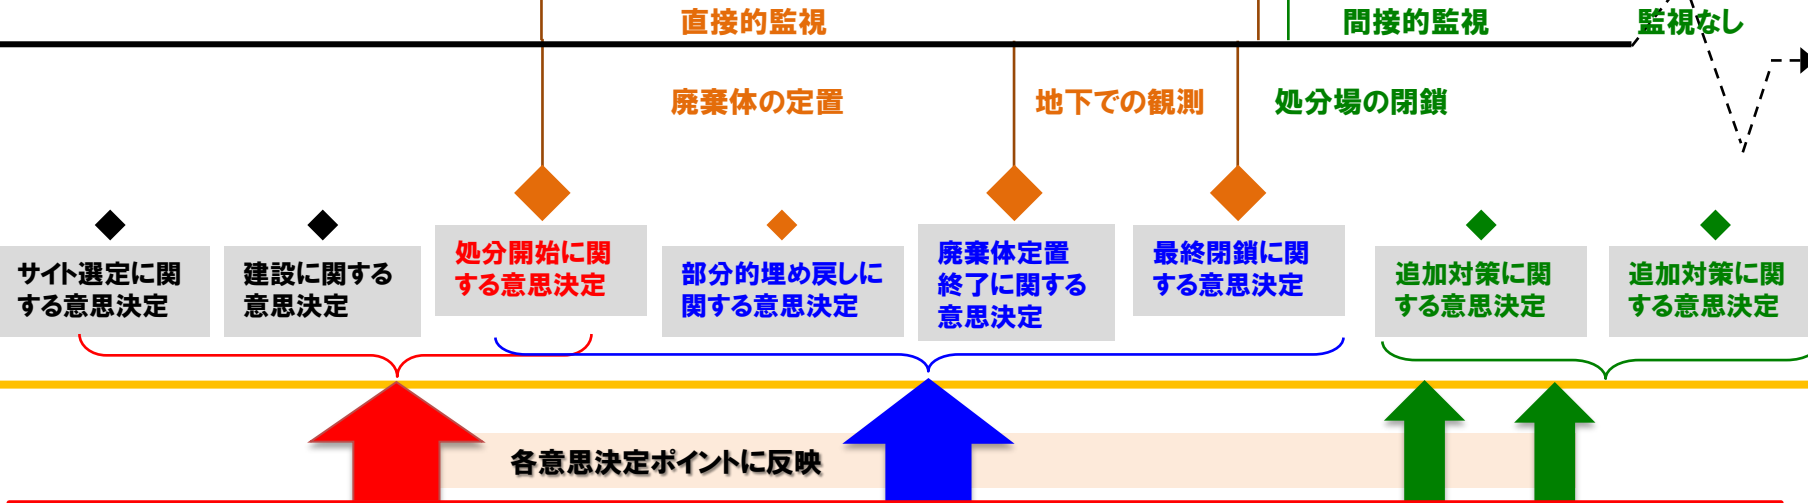 直接的監視
間接的監視
監視なし
廃棄体の定置
地下での観測
処分場の閉鎖
サイト選定に関
する意思決定
建設に関する
意思決定
処分開始に関
する意思決定
部分的埋め戻しに
関する意思決定
廃棄体定置
終了に関する
意思決定
最終閉鎖に関
する意思決定
追加対策に関
する意思決定
追加対策に関
する意思決定
各意思決定ポイントに反映